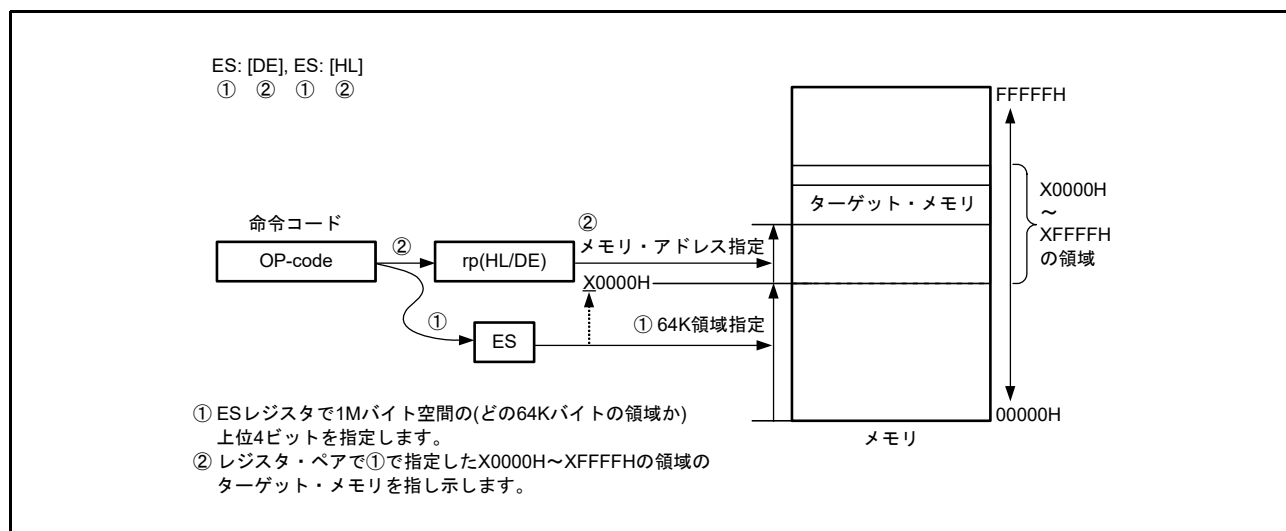 ES: [DE], ES: [HL]
① ② ① ②
命令コード
OP-code
②
rp(HL/DE)
②
メモリ・アドレス指定
X0000H
①
ES
① 64K領域指定
ターゲット・メモリ
FFFFFH
X0000H
～
XFFFFH
の領域
00000H
メモリ
① ESレジスタで1Mバイト空間の(どの64Kバイトの領域か)
上位4ビットを指定します。
② レジスタ・ペアで①で指定したX0000H～XFFFFHの領域の
ターゲット・メモリを指し示します。